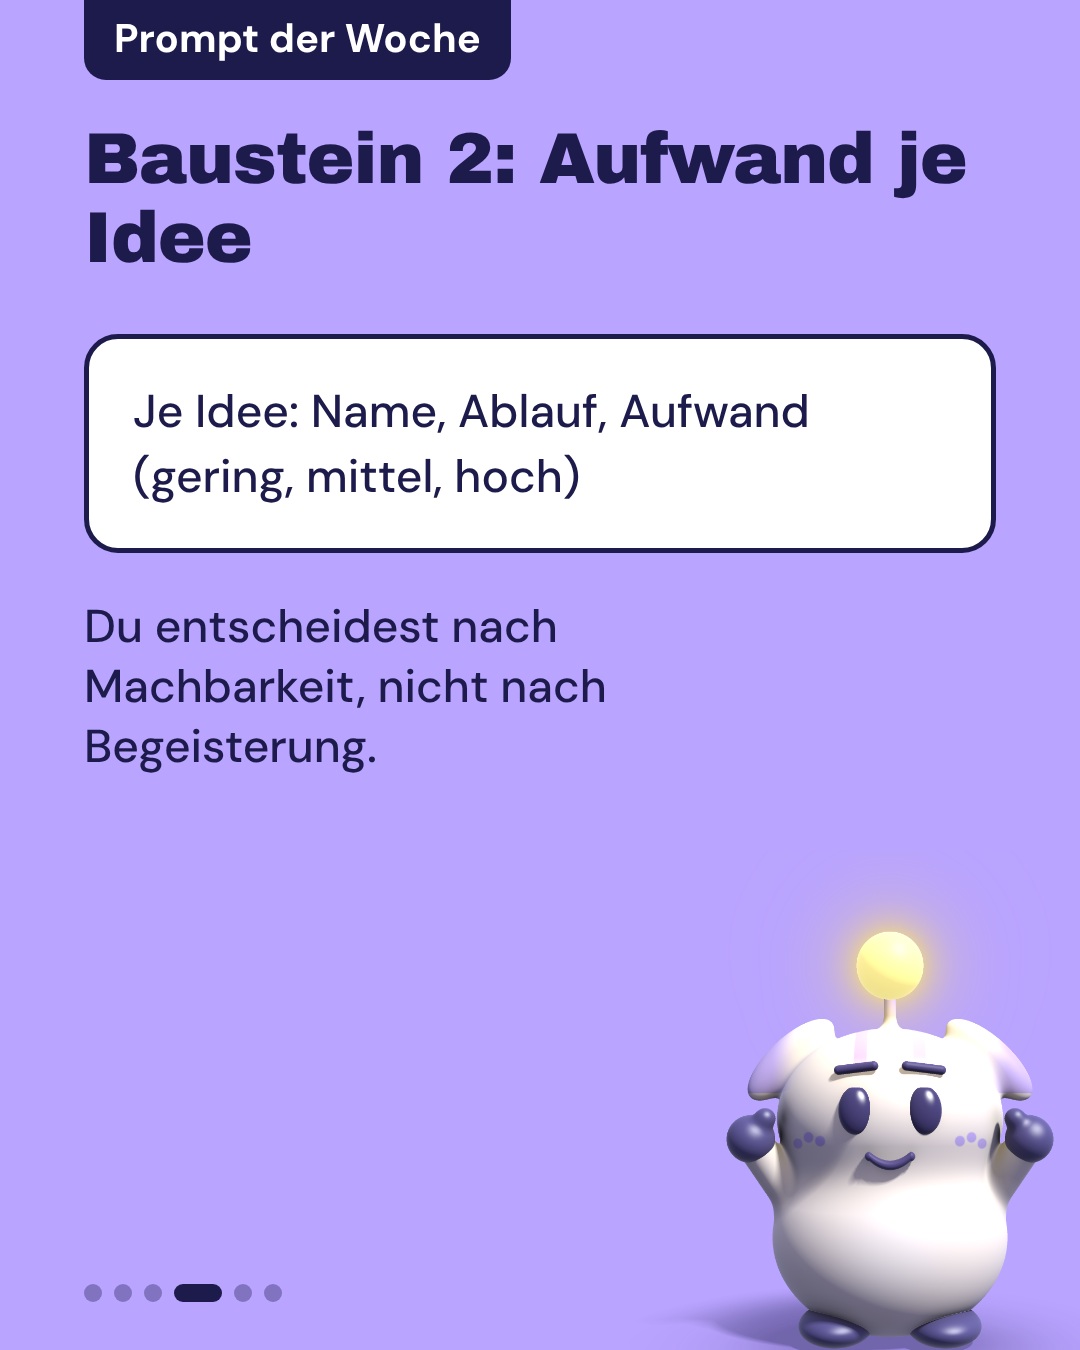 Prompt der Woche
Baustein 2: Aufwand je
Idee
Je Idee: Name, Ablauf, Aufwand
(gering, mittel, hoch)
Du entscheidest nach
Machbarkeit, nicht nach
Begeisterung.